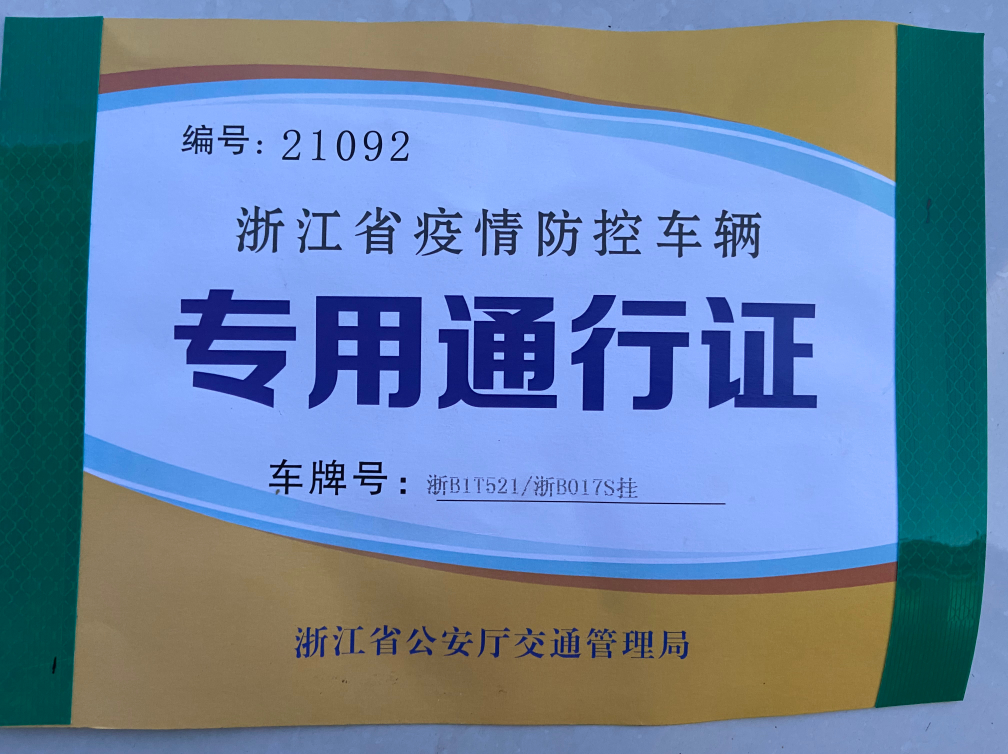 编号：21092
浙江省疫情防控车辆
专用通行证
车牌号：浙B1T521/浙B017S挂
浙江省公安厅交通管理局